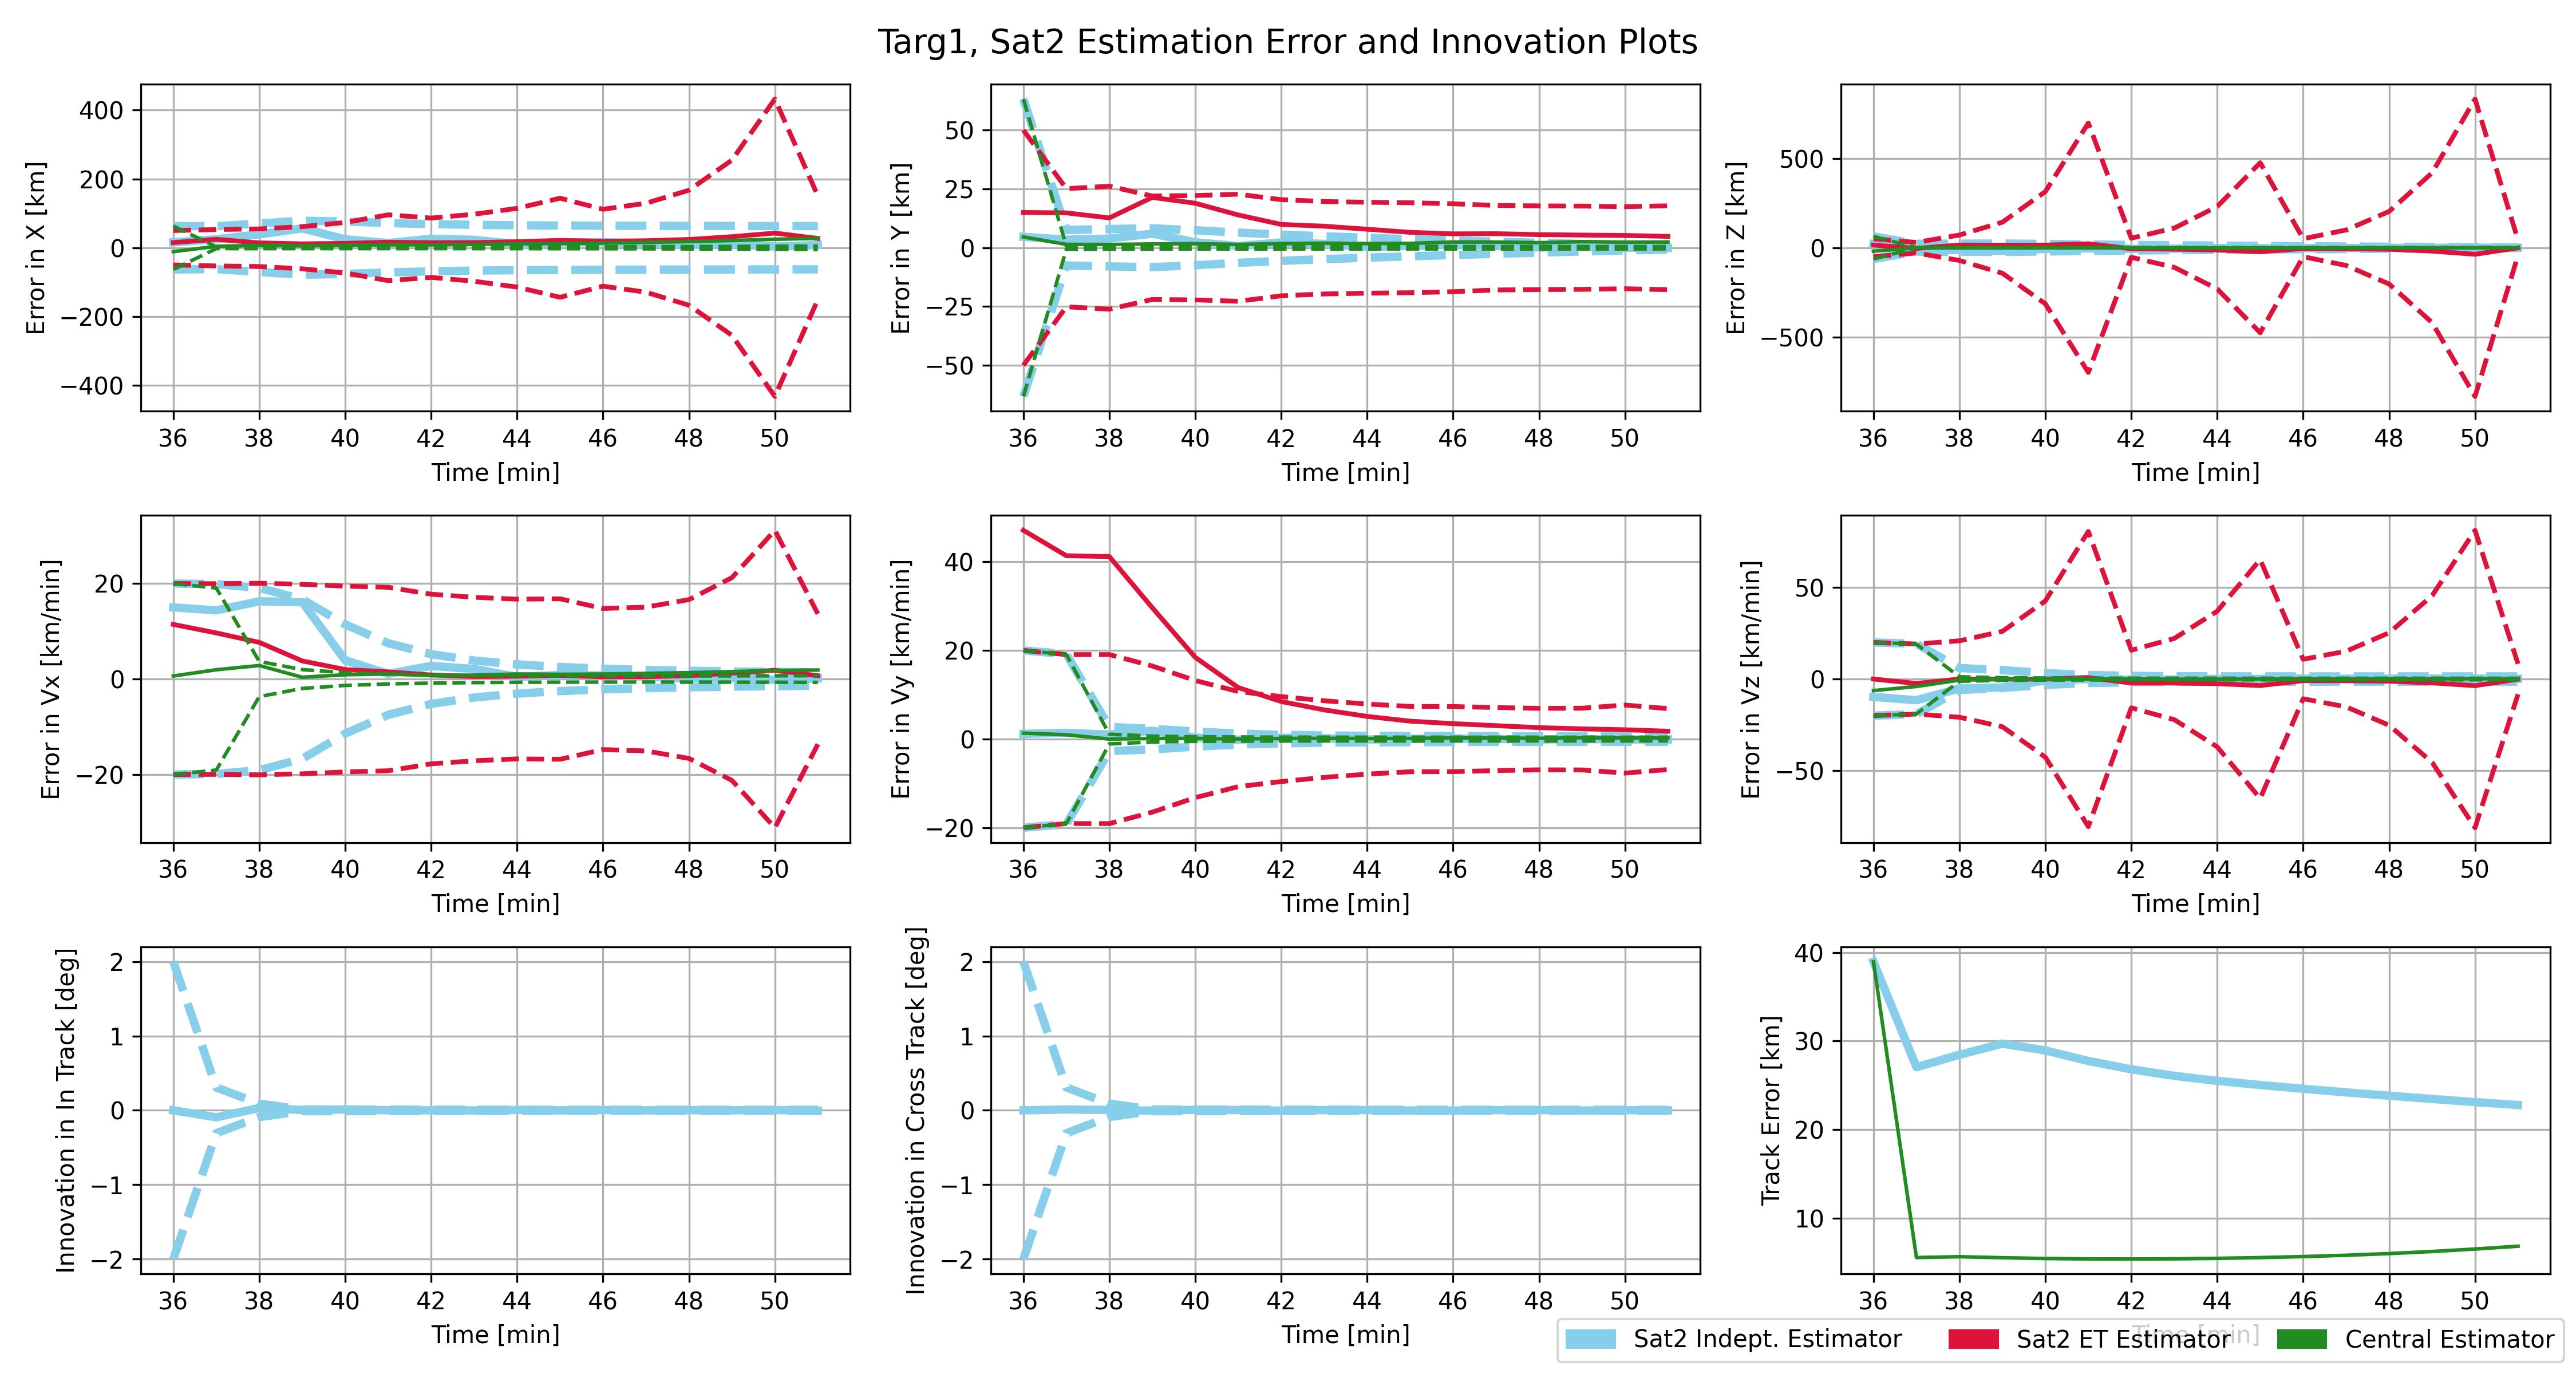 Targ1, Sat2 Estimation Error and Innovation Plots
Error in X [km]
400
200
0
−200
−400
36 38 40 42 44 46 48 50
Time [min]
Error in Y [km]
50
25
0
−25
−50
36 38 40 42 44 46 48 50
Time [min]
Error in Z [km]
500
0
−500
36 38 40 42 44 46 48 50
Time [min]
Error in Vx [km/min]
20
0
−20
36 38 40 42 44 46 48 50
Time [min]
Error in Vy [km/min]
40
20
0
−20
36 38 40 42 44 46 48 50
Time [min]
Error in Vz [km/min]
50
0
−50
36 38 40 42 44 46 48 50
Time [min]
Innovation in In Track [deg]
2
1
0
−1
−2
36 38 40 42 44 46 48 50
Time [min]
Innovation in Cross Track [deg]
2
1
0
−1
−2
36 38 40 42 44 46 48 50
Time [min]
Track Error [km]
40
30
20
10
36 38 40 42 44 46 48 50
Time [min]
Sat2 Indept. Estimator Sat2 ET Estimator Central Estimator